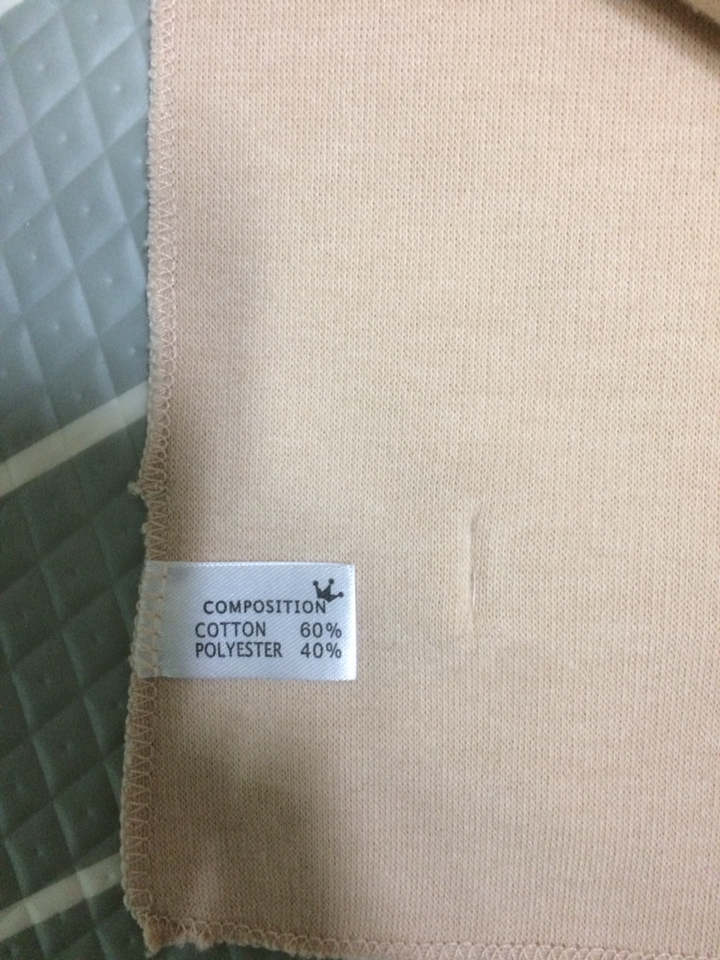 COMPOSITION
COTTON 60%
POLYESTER 40%